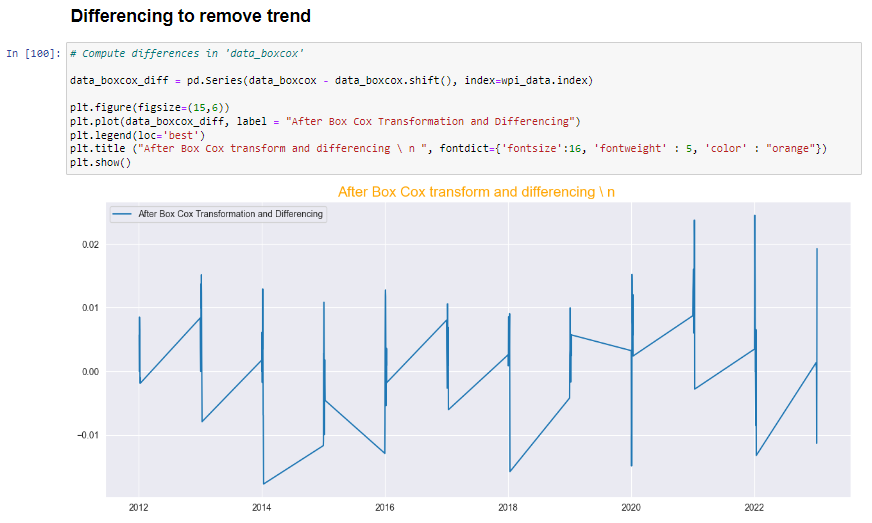 Differencing to remove trend
In [100]: # Compute differences in 'data_boxcox'
data_boxcox_diff = pd.Series(data_boxcox - data_boxcox.shift(), index=wpi_data.index)
plt.figure(figsize=(15,6))
plt.plot(data_boxcox_diff, label = "After Box Cox Transformation and Differencing")
plt.legend(loc='best')
plt.title ("After Box Cox transform and differencing \ n ", fontdict={'fontsize':16, 'fontweight' : 5, 'color' : "orange"})
plt.show()
After Box Cox transform and differencing \ n
After Box Cox Transformation and Differencing
0.02
0.01
0.00
−0.01
2012 2014 2016 2018 2020 2022